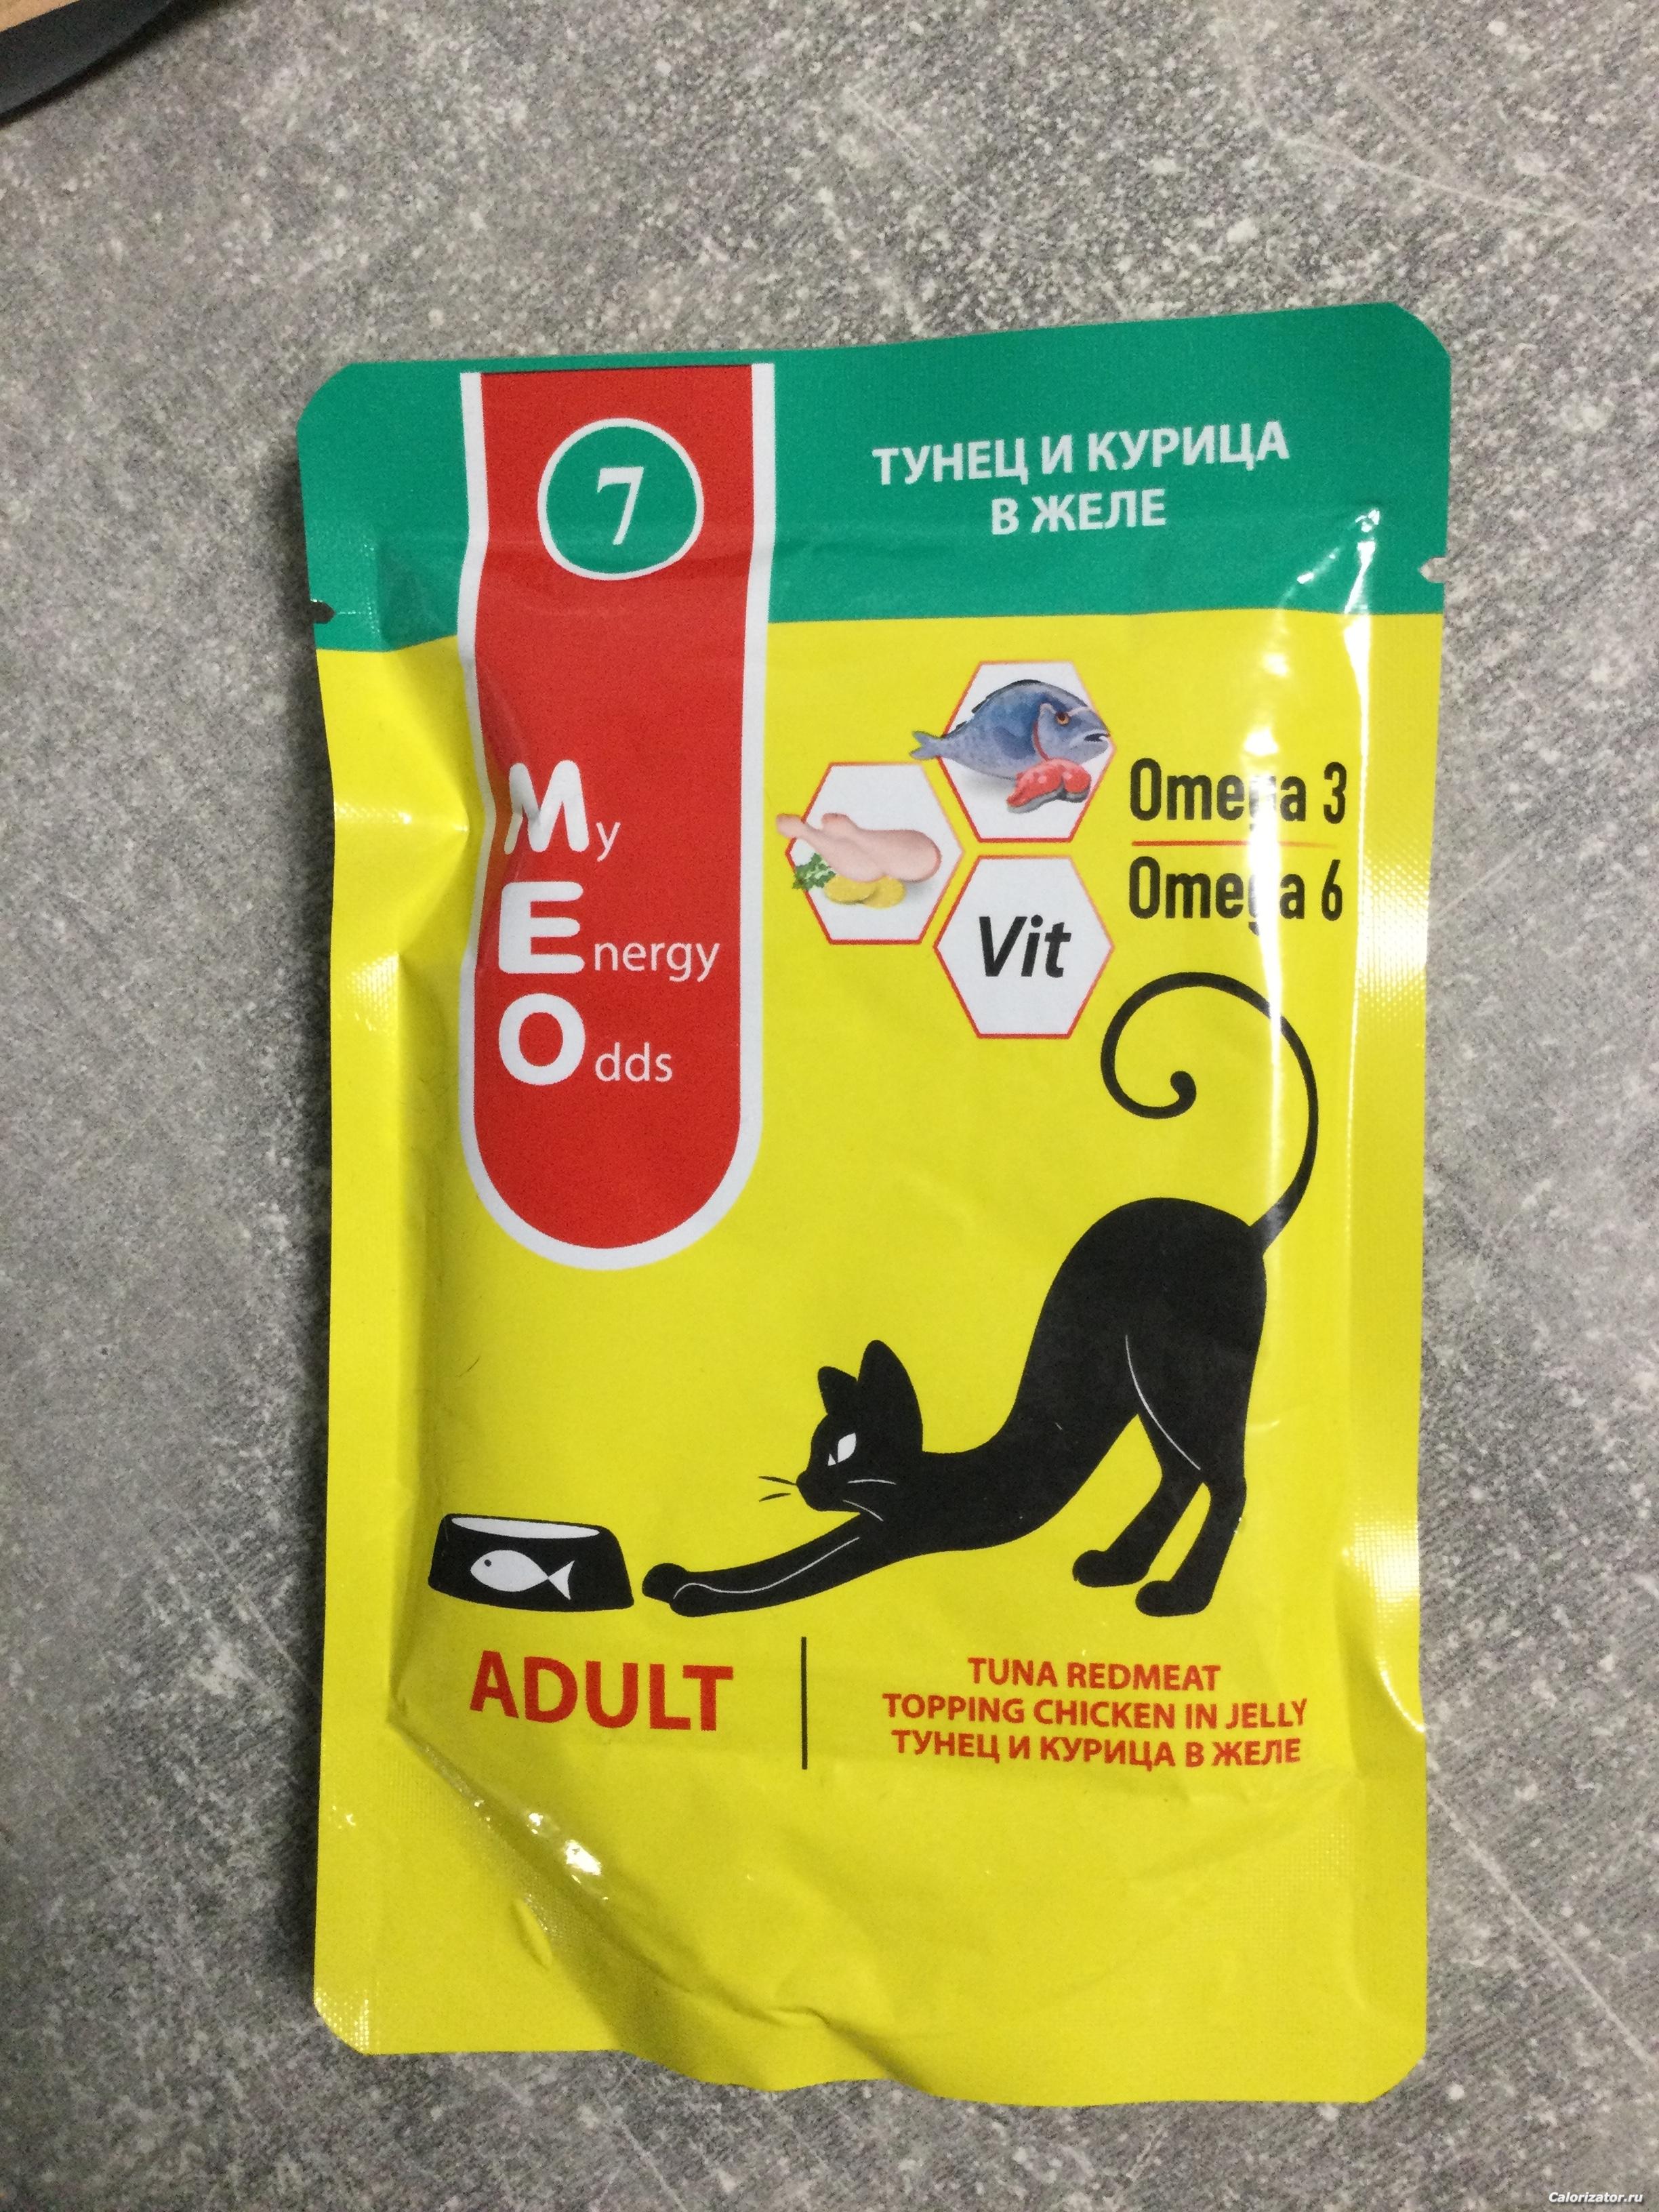 7
ТУНЕЦ И КУРИЦА
В ЖЕЛЕ
My
Energy
Odds
Omega 3
Omega 6
Vit
ADULT
TUNA REDMEAT
TOPPING CHICKEN IN JELLY
ТУНЕЦ И КУРИЦА В ЖЕЛЕ
Calorizator.ru